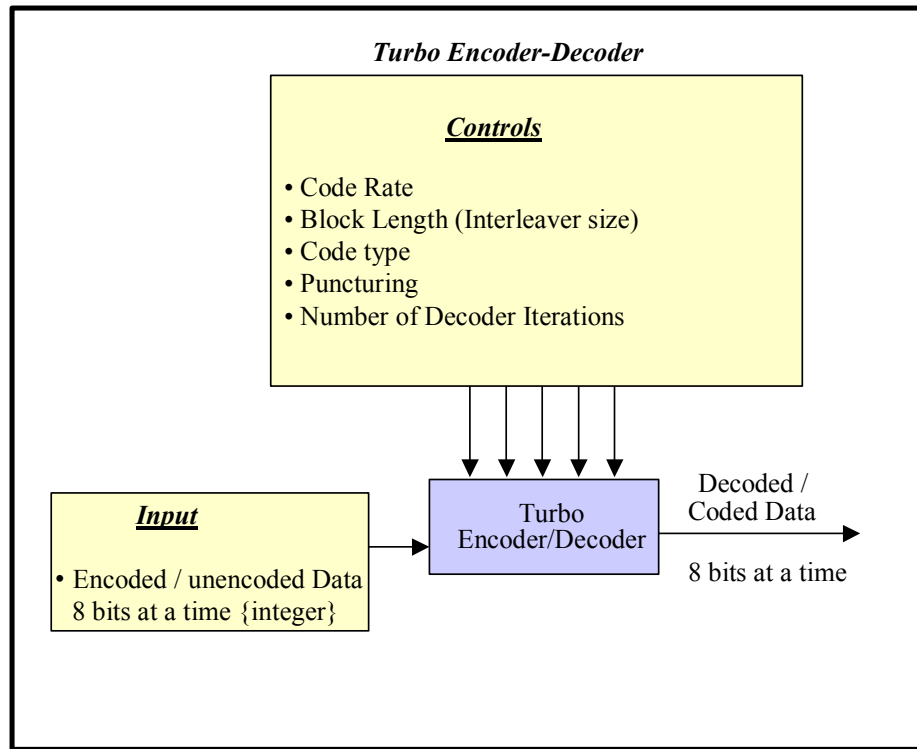 Turbo Encoder-Decoder
Controls
• Code Rate
• Block Length (Interleaver size)
• Code type
• Puncturing
• Number of Decoder Iterations
Input
• Encoded / unencoded Data
8 bits at a time {integer}
Turbo
Encoder/Decoder
Decoded /
Coded Data
8 bits at a time